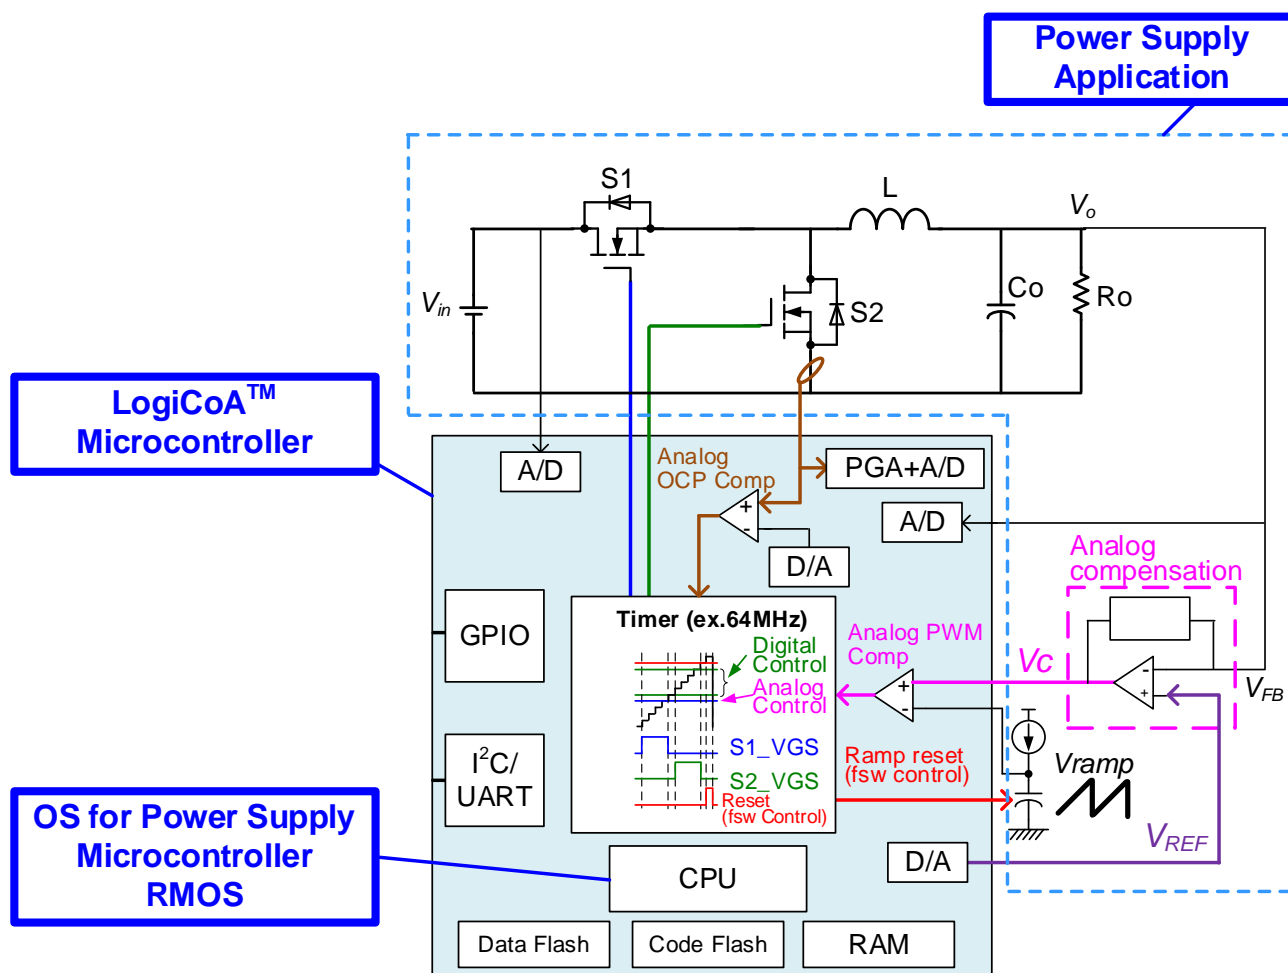 Power Supply
Application
S1
L
Vo
Vin
S2
Co
Ro
LogiCoA™
Microcontroller
A/D
Analog
OCP Comp
PGA+A/D
A/D
+
-
D/A
Analog
compensation
GPIO
Timer (ex.64MHz)
Digital
Control
Analog
Control
S1_VGS
S2_VGS
Reset
(fsw Control)
Analog PWM
Comp
+
-
Vc
-
+
VFB
I²C/
UART
Ramp reset
(fsw control)
Vramp
VREF
OS for Power Supply
Microcontroller
RMOS
D/A
CPU
Data Flash
Code Flash
RAM